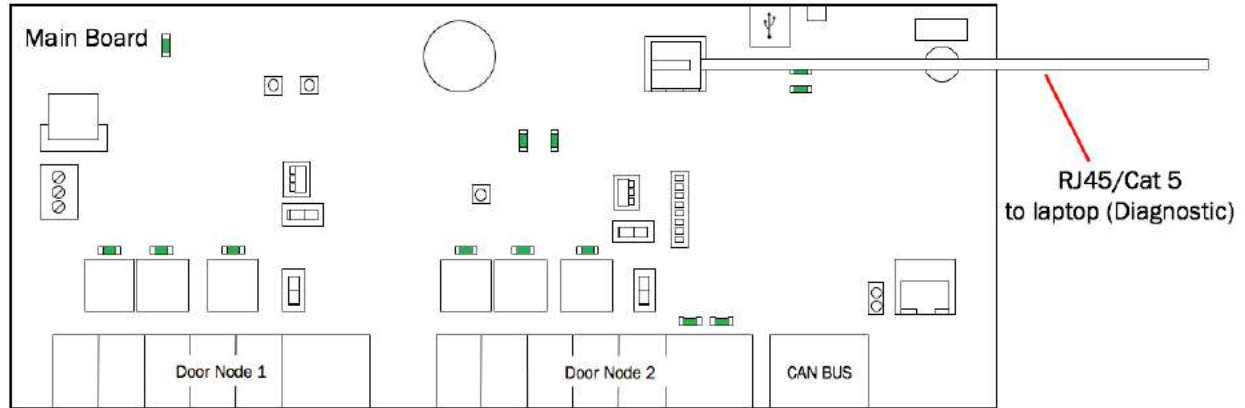 Main Board
RJ45/Cat 5
to laptop (Diagnostic)
Door Node 1
Door Node 2
CAN BUS